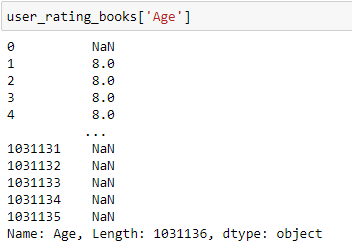 user_rating_books['Age']
0 NaN
1 8.0
2 8.0
3 8.0
4 8.0
...
1031131 NaN
1031132 NaN
1031133 NaN
1031134 NaN
1031135 NaN
Name: Age, Length: 1031136, dtype: object